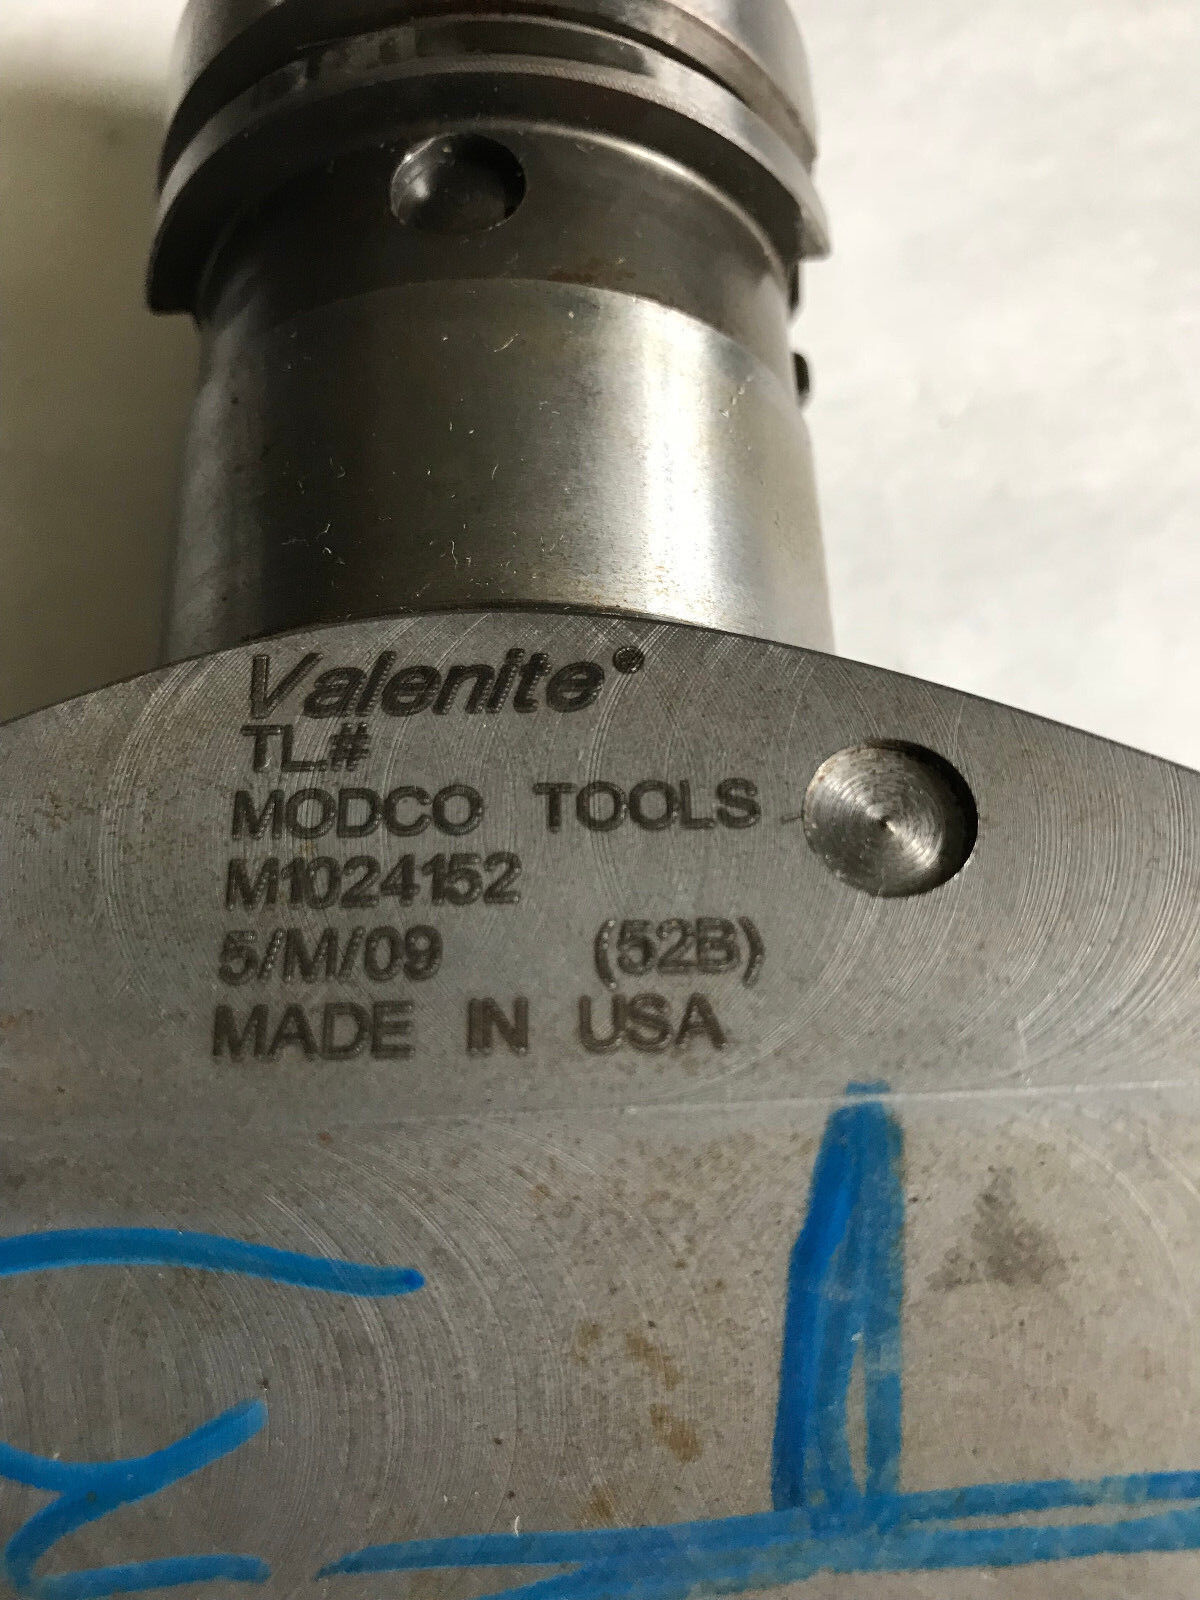 Valenite®
TL.#
MODCO TOOLS
M1024152
5/M/09 (52B)
MADE IN USA